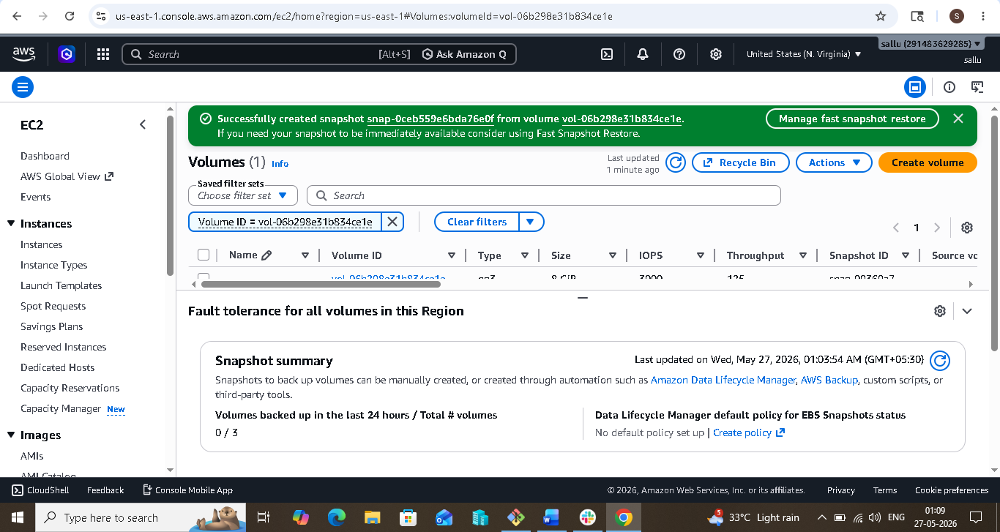 us-east-1.console.aws.amazon.com/ec2/home?region=us-east-1#Volumes:volumeId=vol-06b298e31b834ce1e
S
aws
Search [Alt+S] Ask Amazon Q
United States (N. Virginia) ▼
sallu (291483629285) ▼
sallu
EC2
Dashboard
AWS Global View
Events
Instances
Instances
Instance Types
Launch Templates
Spot Requests
Savings Plans
Reserved Instances
Dedicated Hosts
Capacity Reservations
Capacity Manager New
Images
AMIs
AMI Catalog
Successfully created snapshot snap-0ceb559e6bda76e0f from volume vol-06b298e31b834ce1e.
If you need your snapshot to be immediately available consider using Fast Snapshot Restore.
Manage fast snapshot restore
Volumes (1) Info
Last updated
1 minute ago
Recycle Bin
Actions
Create volume
Saved filter sets
Choose filter set
Search
Volume ID = vol-06b298e31b834ce1e
Clear filters
1
Name Volume ID Type Size IOPS Throughput Snapshot ID Source vo
vol-06b298e31b834ce1e gp3 8 GiB 3000 125 snap-00360a7
Fault tolerance for all volumes in this Region
Snapshot summary
Last updated on Wed, May 27, 2026, 01:03:54 AM (GMT+05:30)
Snapshots to back up volumes can be manually created, or created through automation such as Amazon Data Lifecycle Manager, AWS Backup, custom scripts, or
third-party tools.
Volumes backed up in the last 24 hours / Total # volumes
0 / 3
Data Lifecycle Manager default policy for EBS Snapshots status
No default policy set up | Create policy
CloudShell Feedback Console Mobile App
© 2026, Amazon Web Services, Inc. or its affiliates. Privacy Terms Cookie preferences
Type here to search
5
33°C Light rain
ENG
01:09
27-05-2026